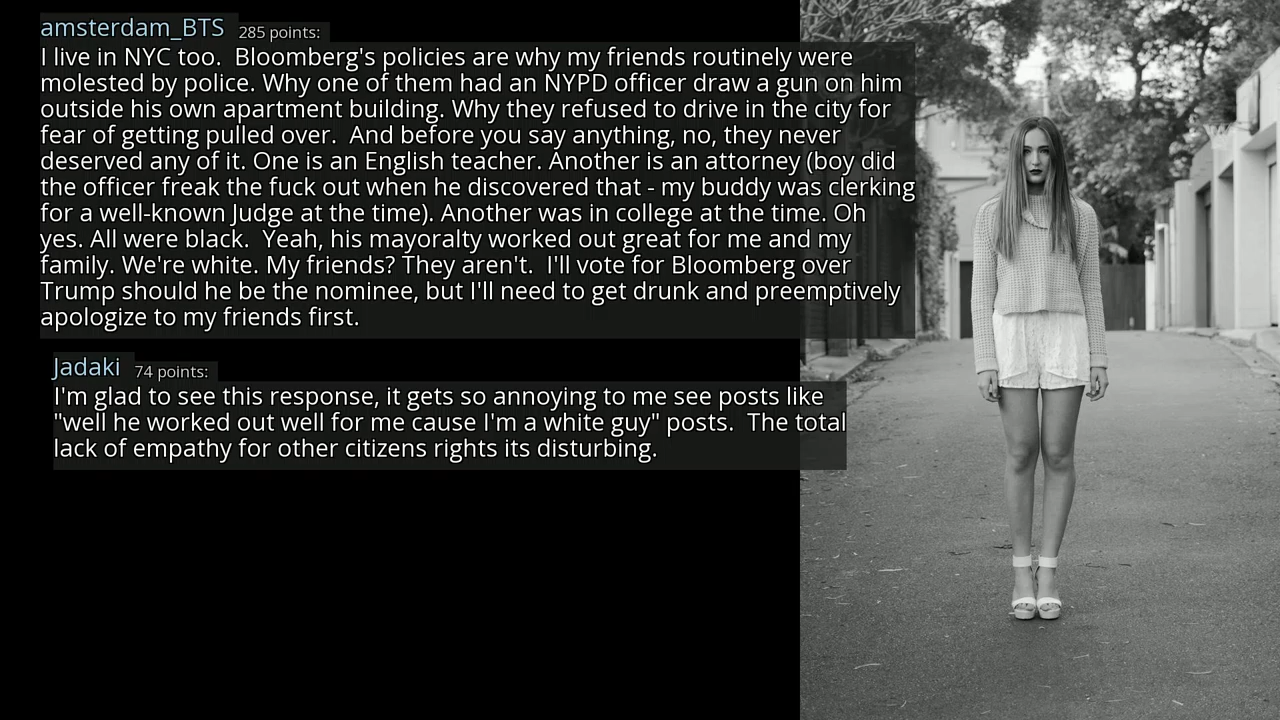 amsterdam_BTS 285 points:
I live in NYC too.  Bloomberg's policies are why my friends routinely were
molested by police. Why one of them had an NYPD officer draw a gun on him
outside his own apartment building. Why they refused to drive in the city for
fear of getting pulled over.  And before you say anything, no, they never
deserved any of it. One is an English teacher. Another is an attorney (boy did
the officer freak the fuck out when he discovered that - my buddy was clerking
for a well-known Judge at the time). Another was in college at the time. Oh
yes. All were black.  Yeah, his mayoralty worked out great for me and my
family. We're white. My friends? They aren't.  I'll vote for Bloomberg over
Trump should he be the nominee, but I'll need to get drunk and preemptively
apologize to my friends first.
Jadaki 74 points:
I'm glad to see this response, it gets so annoying to me see posts like
"well he worked out well for me cause I'm a white guy" posts.  The total
lack of empathy for other citizens rights its disturbing.